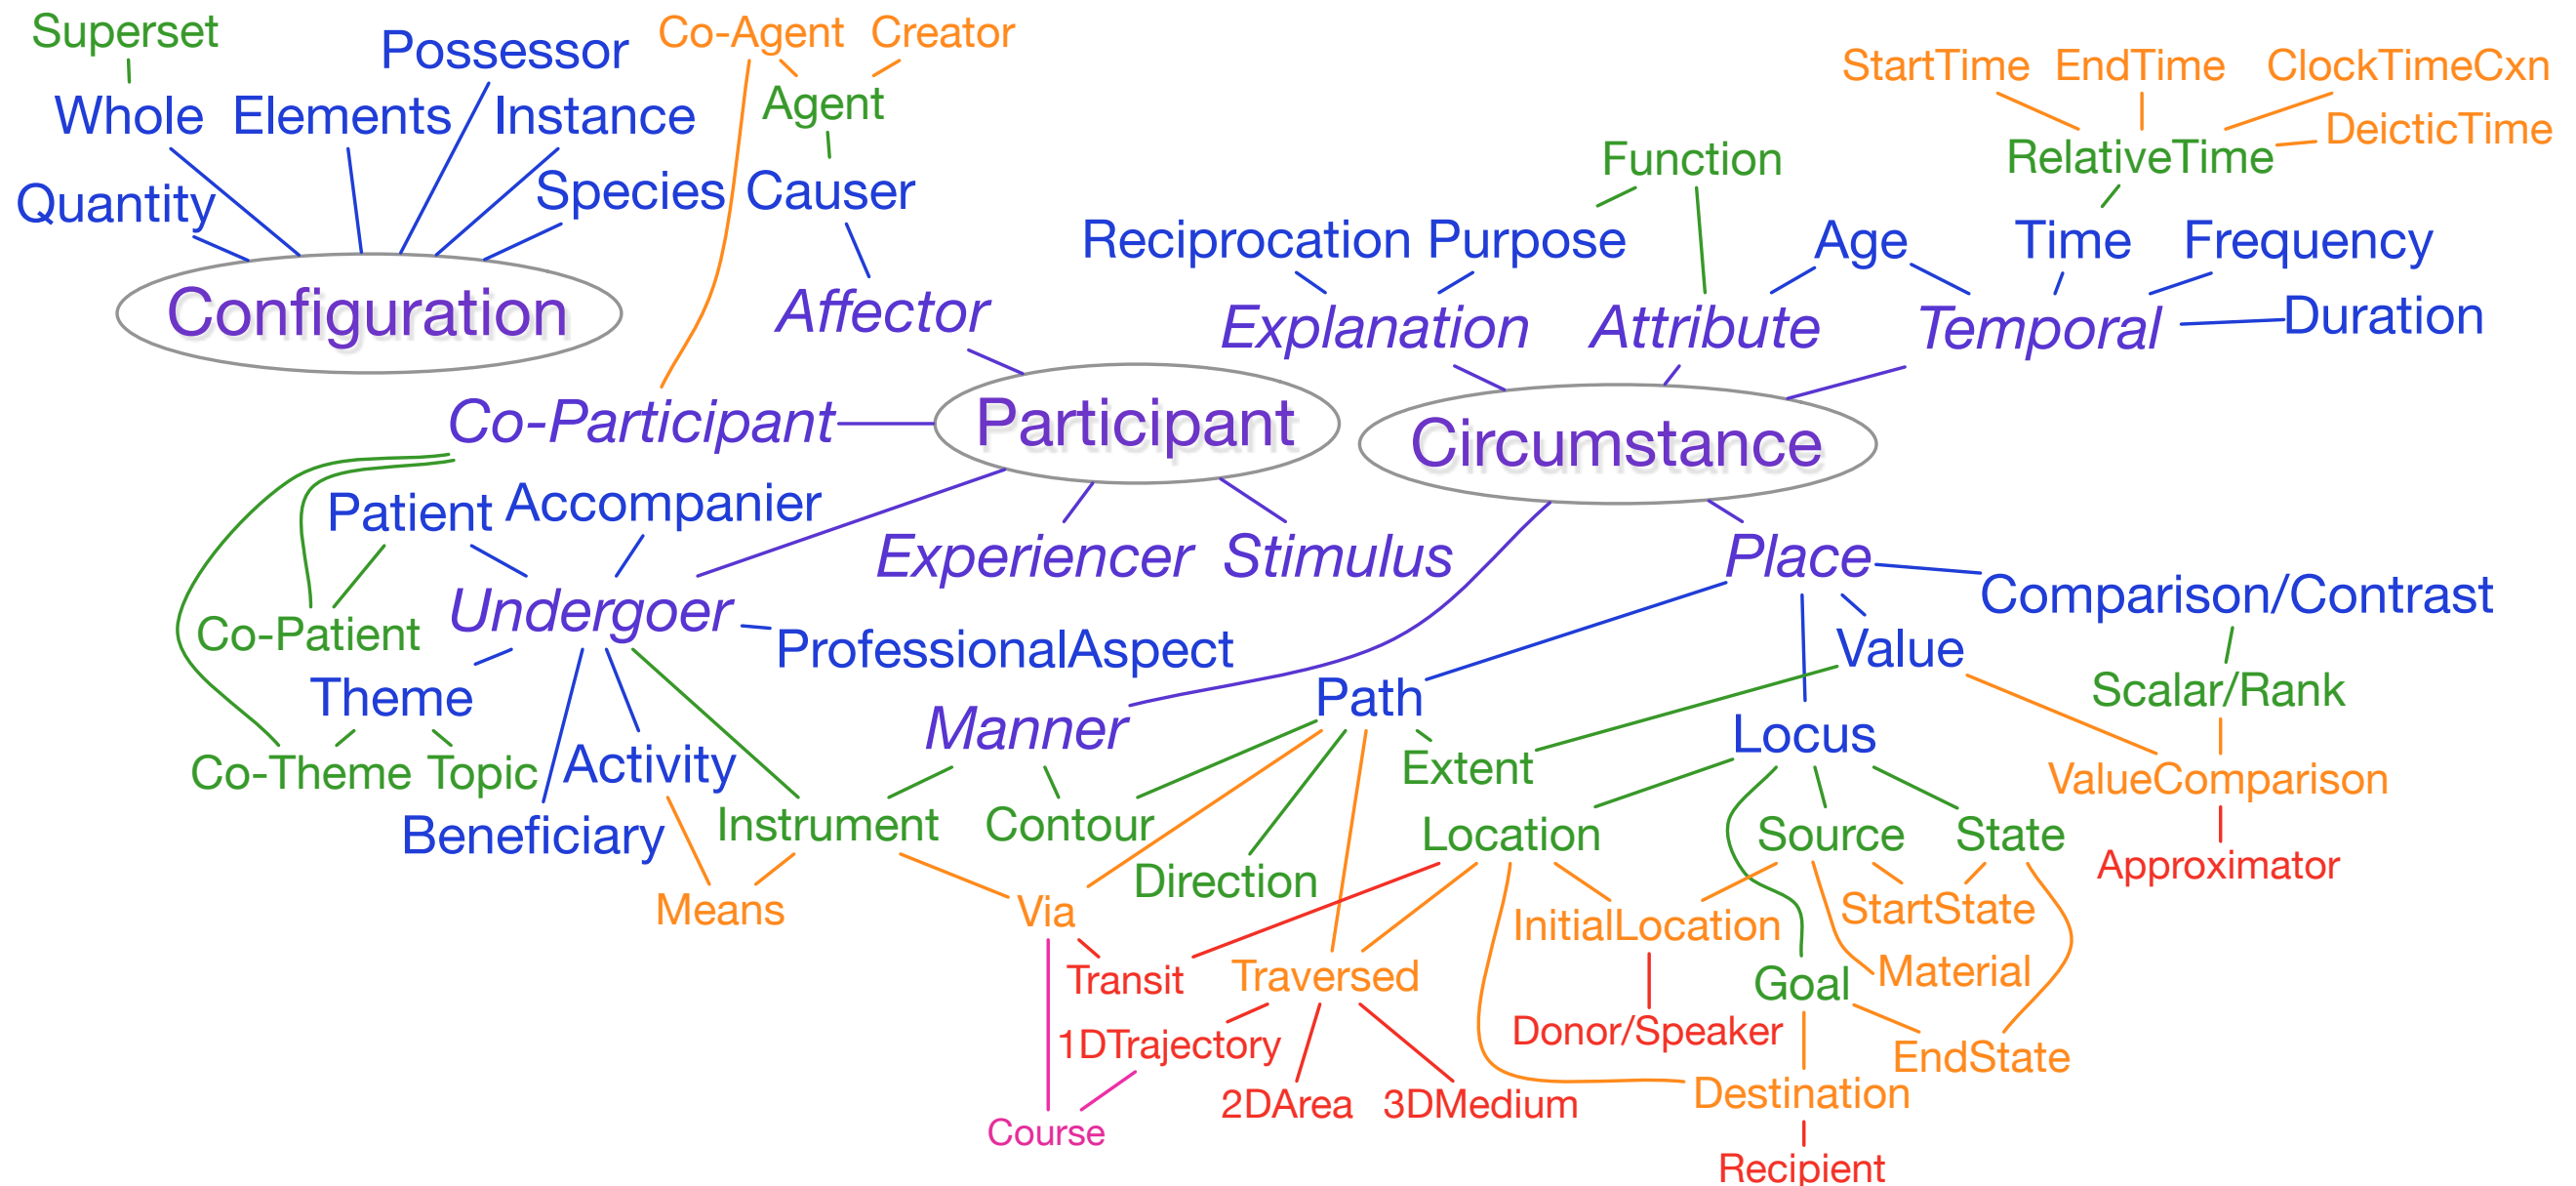 Superset
Possessor
Co-Agent
Creator
StartTime
EndTime
ClockTimeCxn
Whole
Elements
Instance
Agent
DeicticTime
Function
RelativeTime
Quantity
Species
Causer
Reciprocation
Purpose
Age
Time
Frequency
Configuration
Affector
Explanation
Attribute
Temporal
Duration
Co-Participant
Participant
Circumstance
Patient
Accompanier
Experiencer
Stimulus
Place
Comparison/Contrast
Co-Patient
Undergoer
ProfessionalAspect
Value
Theme
Path
Scalar/Rank
Manner
Locus
Co-Theme
Topic
Activity
Extent
ValueComparison
Beneficiary
Instrument
Contour
Location
Source
State
Approximator
Direction
Means
Via
InitialLocation
StartState
Transit
Traversed
Goal
Material
1DTrajectory
Donor/Speaker
EndState
2DArea
3DMedium
Destination
Course
Recipient